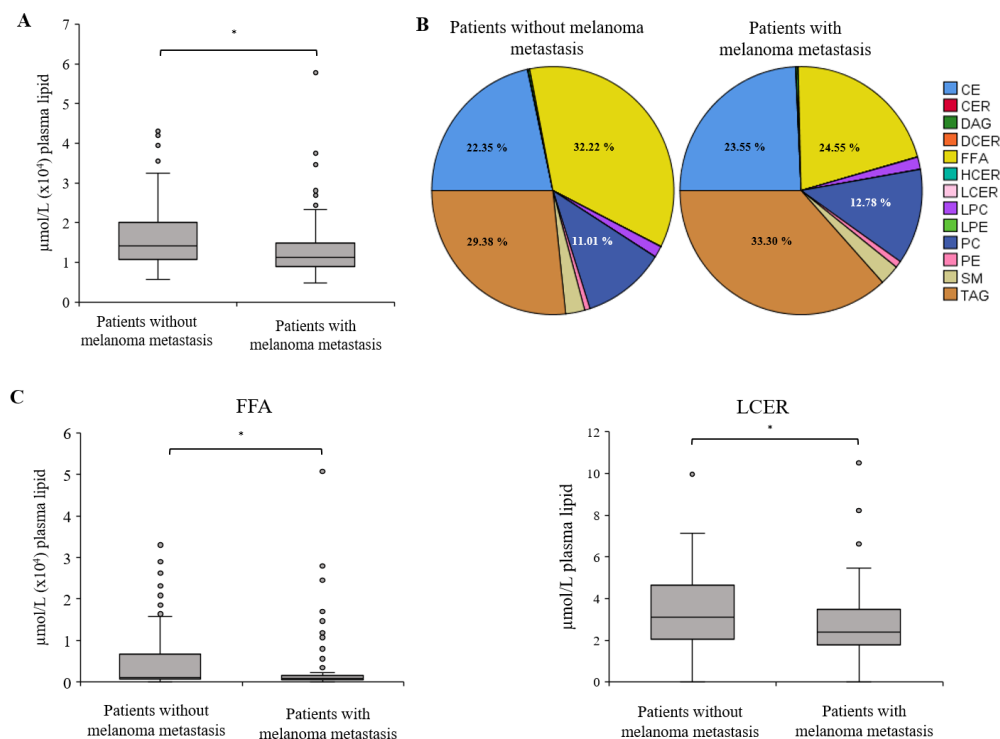 A
7
6
5
4
3
2
1
0
μmol/L (x10⁴) plasma lipid
*
Patients without
melanoma metastasis
Patients with
melanoma metastasis
B
Patients without melanoma
metastasis
22.35 %
32.22 %
11.01 %
29.38 %
Patients with
melanoma metastasis
23.55 %
24.55 %
12.78 %
33.30 %
CE
CER
DAG
DCER
FFA
HCER
LCER
LPC
LPE
PC
PE
SM
TAG
C
FFA
6
5
4
3
2
1
0
μmol/L (x10⁴) plasma lipid
*
Patients without
melanoma metastasis
Patients with
melanoma metastasis
LCER
12
10
8
6
4
2
0
μmol/L plasma lipid
*
Patients without
melanoma metastasis
Patients with
melanoma metastasis